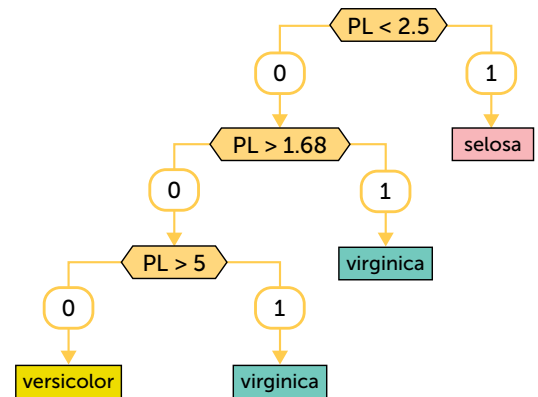 PL < 2.5
0
1
PL > 1.68
selosa
0
1
PL > 5
virginica
0
1
versicolor
virginica